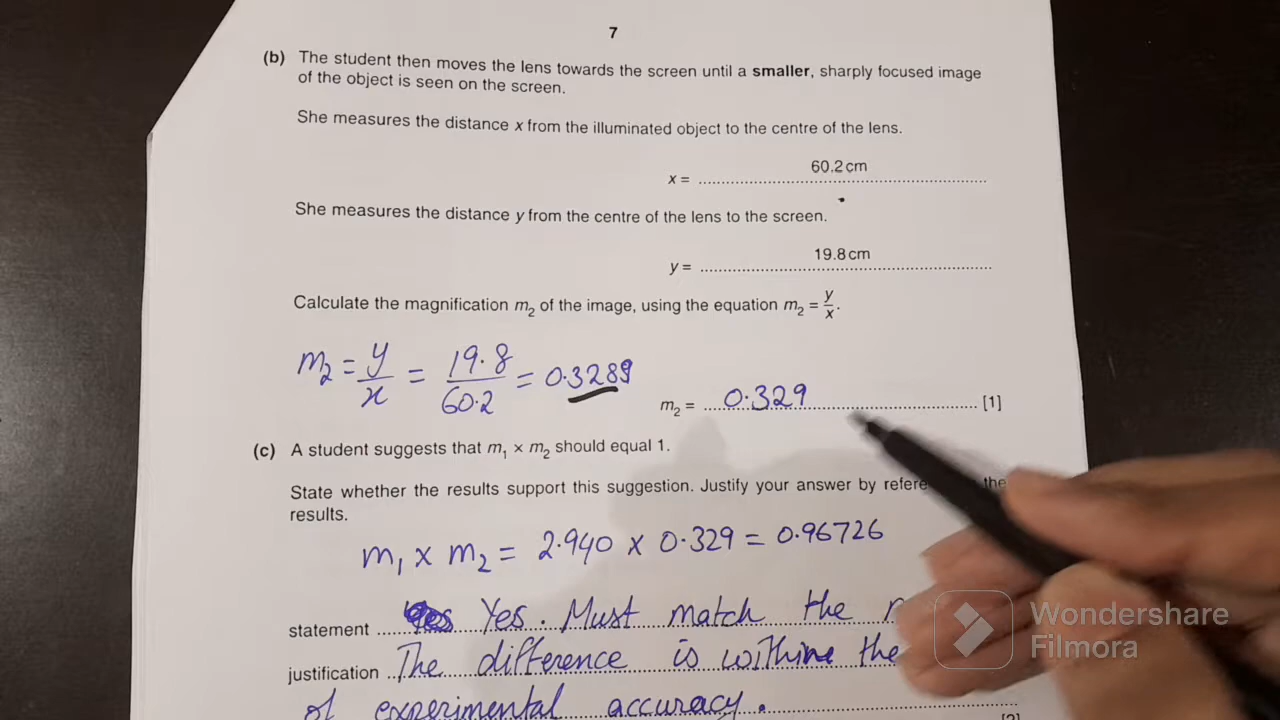 7
(b) The student then moves the lens towards the screen until a smaller, sharply focused image
of the object is seen on the screen.
She measures the distance x from the illuminated object to the centre of the lens.
x = 60.2 cm
She measures the distance y from the centre of the lens to the screen.
y = 19.8 cm
Calculate the magnification m₂ of the image, using the equation m₂ = y/x.
m₂ = y/x = 19.8/60.2 = 0.3289
m₂ = 0.329 [1]
(c) A student suggests that m₁ × m₂ should equal 1.
State whether the results support this suggestion. Justify your answer by the
results.
m₁ × m₂ = 2.940 × 0.329 = 0.96726
statement Yes. Must match the
justification The difference is withine the
of experimental accuracy.
Wondershare
Filmora